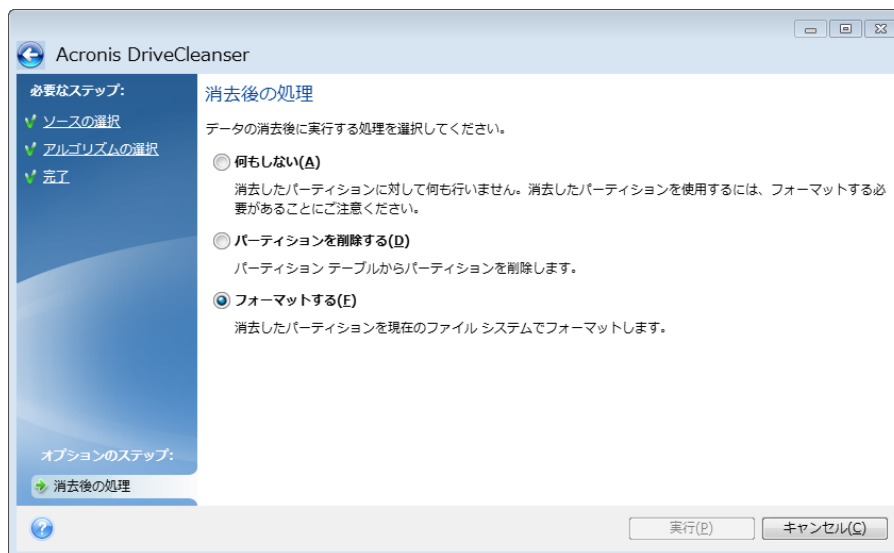 Acronis DriveCleanser
必要なステップ:
ソースの選択
アルゴリズムの選択
完了
オプションのステップ:
消去後の処理
消去後の処理
データの消去後に実行する処理を選択してください。
何もしない(A)
消去したパーティションに対して何も行いません。消去したパーティションを使用するには、フォーマットする必
要があることにご注意ください。
パーティションを削除する(D)
パーティション テーブルからパーティションを削除します。
フォーマットする(F)
消去したパーティションを現在のファイル システムでフォーマットします。
実行(P)
キャンセル(C)